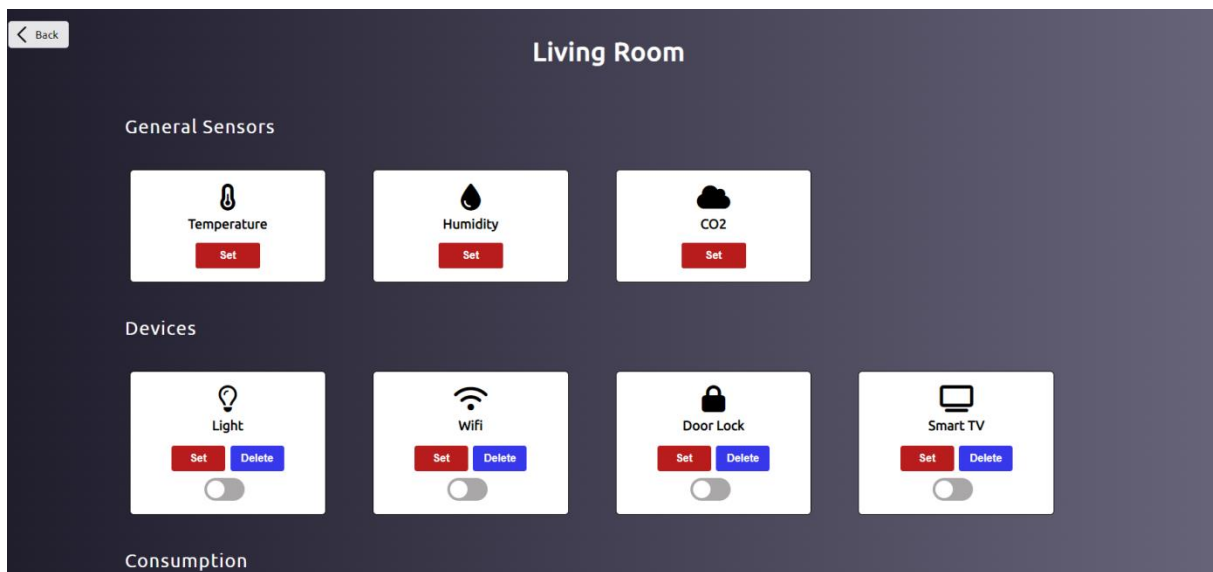 Back
Living Room
General Sensors
Temperature
Set
Humidity
Set
CO2
Set
Devices
Light
Set Delete
Wifi
Set Delete
Door Lock
Set Delete
Smart TV
Set Delete
Consumption